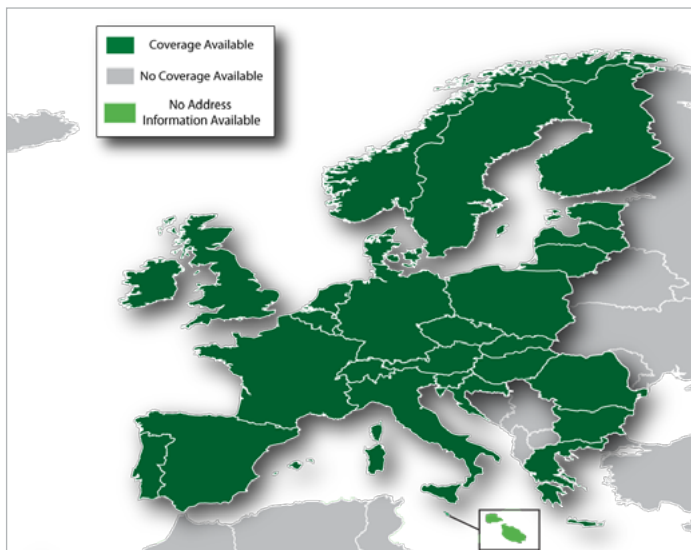 Coverage Available
No Coverage Available
No Address
Information Available